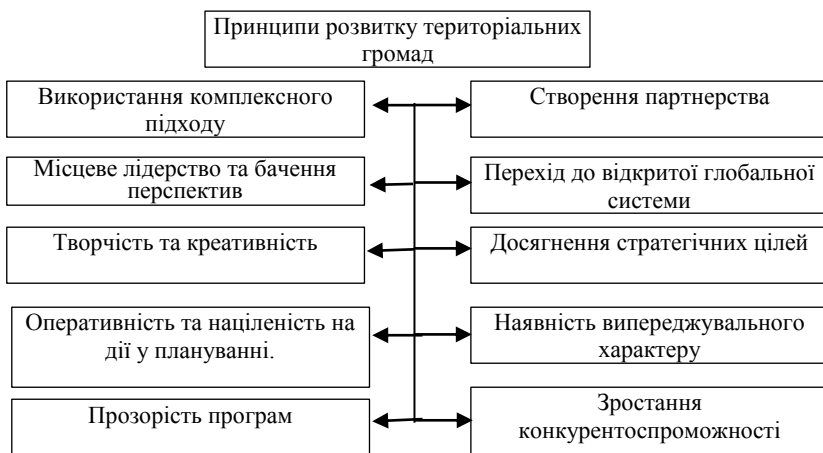 Принципи розвитку територіальних
громад
Використання комплексного
підходу
Створення партнерства
Місцеве лідерство та бачення
перспектив
Перехід до відкритої глобальної
системи
Творчість та креативність
Досягнення стратегічних цілей
Оперативність та націленість на
дії у плануванні.
Наявність випереджувального
характеру
Прозорість програм
Зростання
конкурентоспроможності